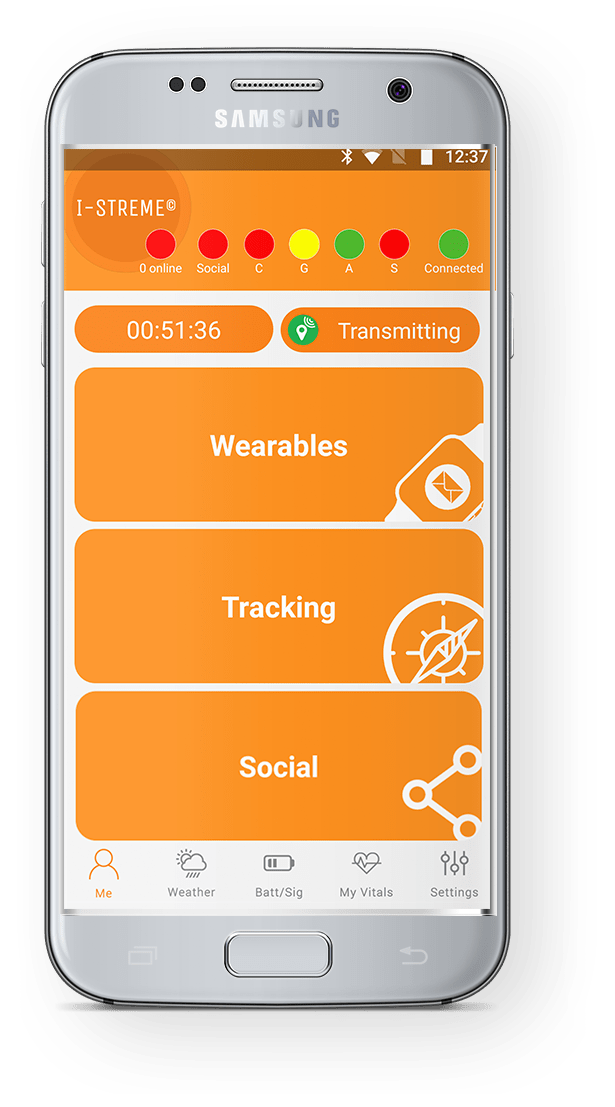 SAMSUNG
12:37
I-STREME©
0 online Social C G A S Connected
00:51:36 Transmitting
Wearables
Tracking
Social
Me Weather Batt/Sig My Vitals Settings